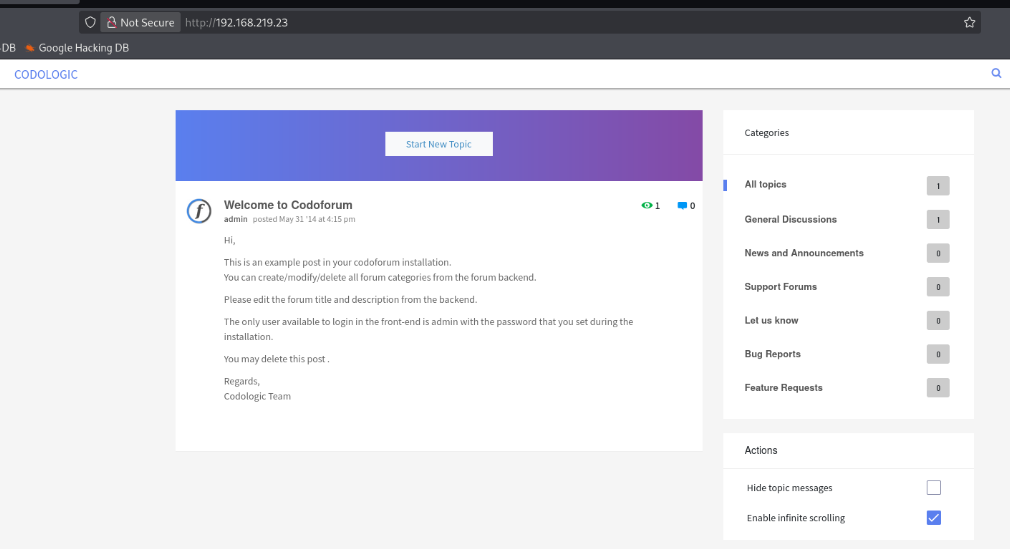 Not Secure http://192.168.219.23
-DB Google Hacking DB
CODOLOGIC
Start New Topic
Welcome to Codoforum
admin posted May 31 '14 at 4:15 pm
1 0
Hi,
This is an example post in your codoforum installation.
You can create/modify/delete all forum categories from the forum backend.
Please edit the forum title and description from the backend.
The only user available to login in the front-end is admin with the password that you set during the
installation.
You may delete this post .
Regards,
Codologic Team
Categories
All topics 1
General Discussions 1
News and Announcements 0
Support Forums 0
Let us know 0
Bug Reports 0
Feature Requests 0
Actions
Hide topic messages
Enable infinite scrolling